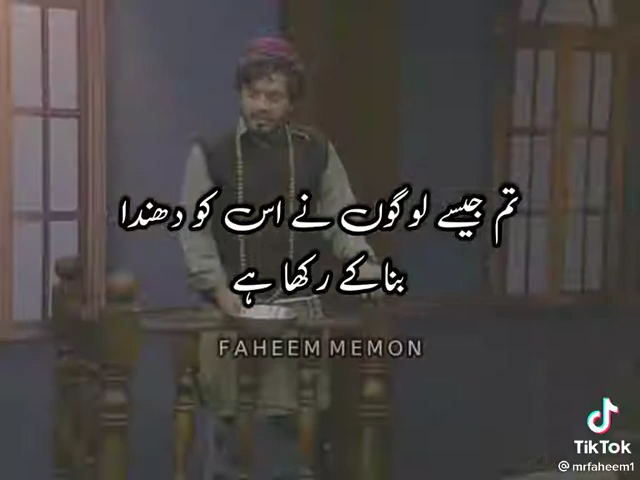 تم جیسے لوگوں نے اس کو دھندا
بنا کے رکھا ہے
FAHEEM MEMON
TikTok
@mrfaheem1